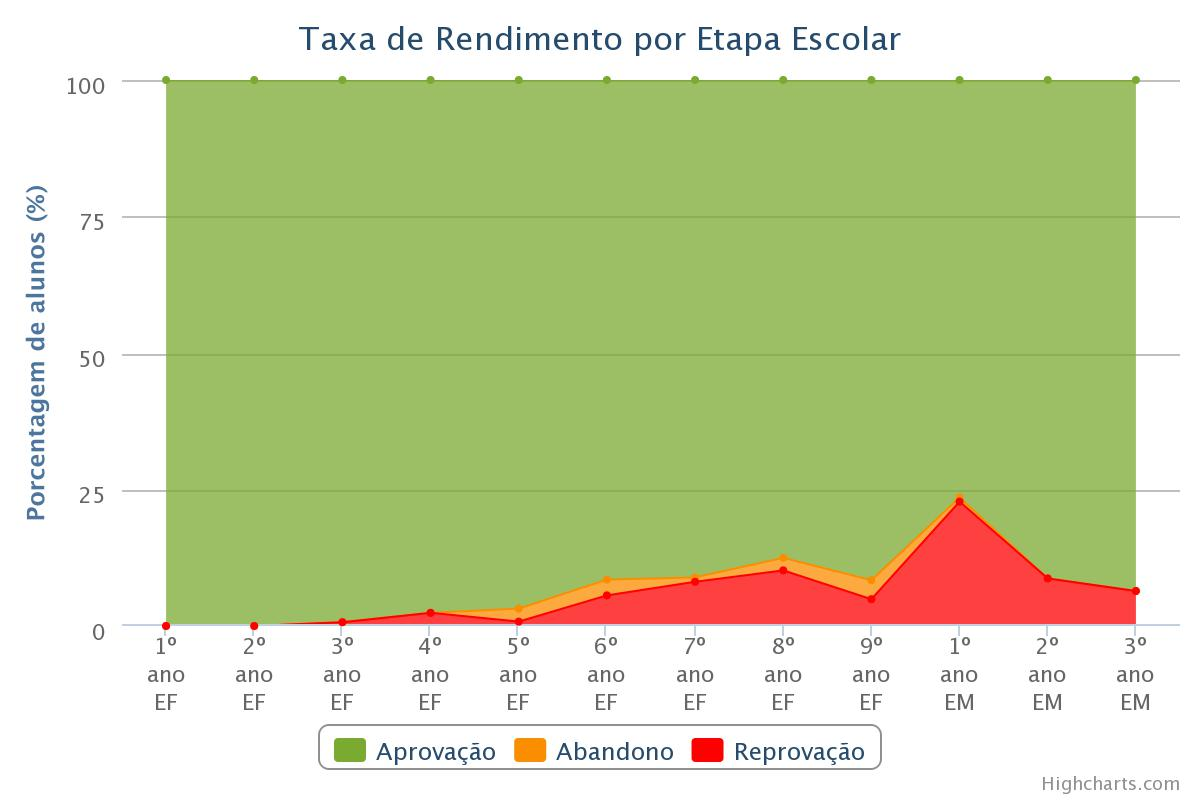 Taxa de Rendimento por Etapa Escolar
Porcentagem de alunos (%)
100
75
50
25
0
1º ano EF
2º ano EF
3º ano EF
4º ano EF
5º ano EF
6º ano EF
7º ano EF
8º ano EF
9º ano EF
1º ano EM
2º ano EM
3º ano EM
Aprovação Abandono Reprovação
Highcharts.com